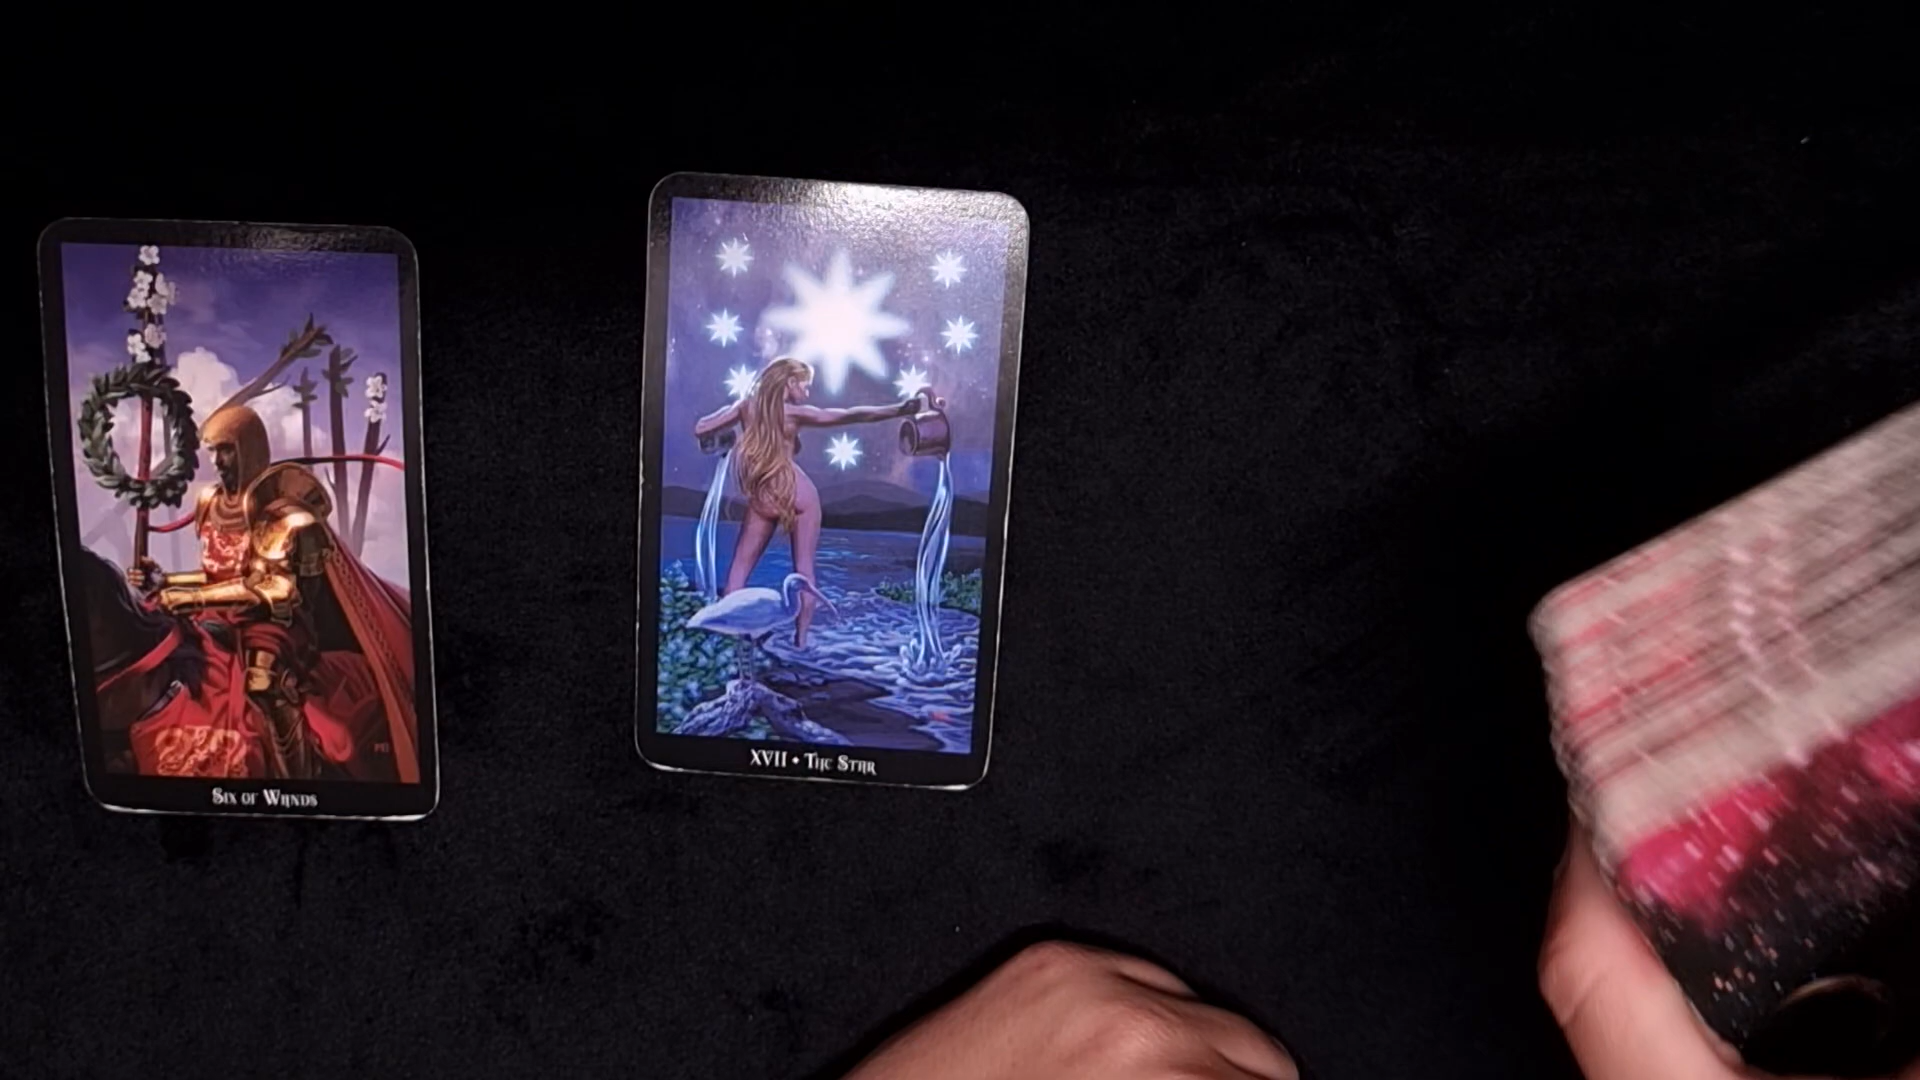 Six of Wands
XVII • The Star